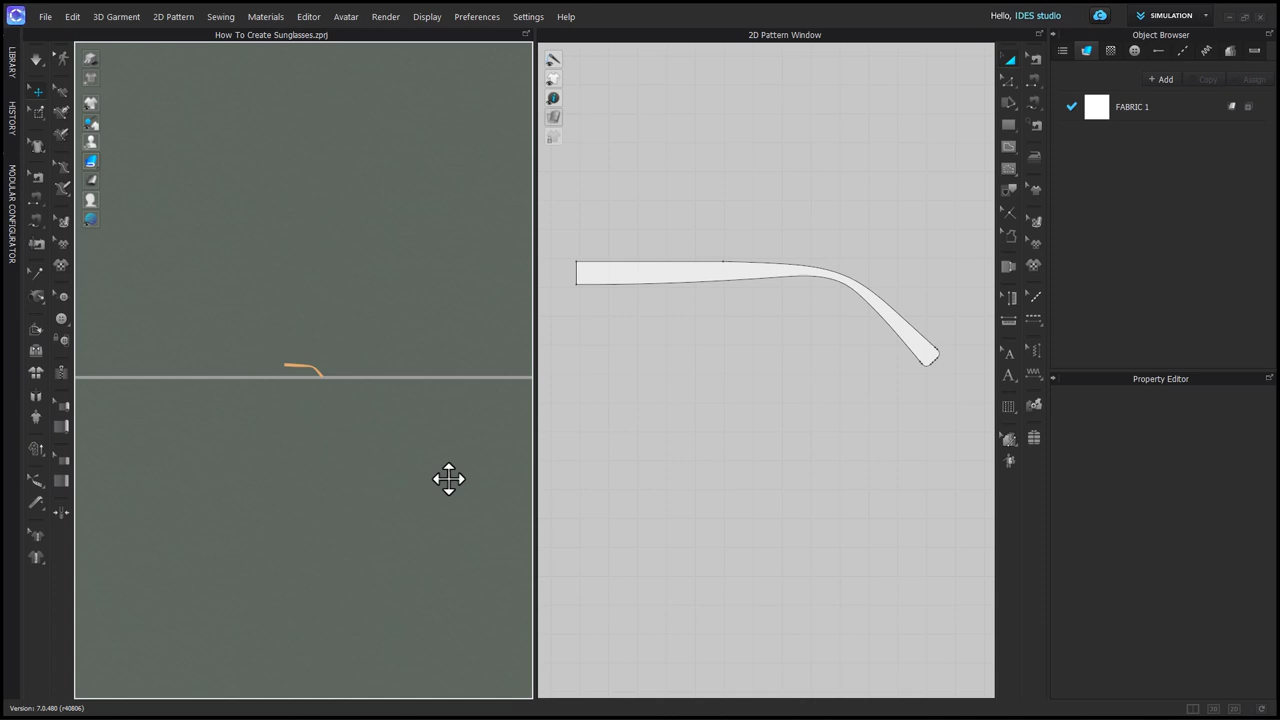 File
Edit
3D Garment
2D Pattern
Sewing
Materials
Editor
Avatar
Render
Display
Preferences
Settings
Help
Hello, IDES studio
SIMULATION
How To Create Sunglasses.zprj
2D Pattern Window
Object Browser
LIBRARY
HISTORY
MODULAR CONFIGURATOR
+ Add
Copy
Assign
FABRIC 1
Property Editor
Version: 7.0.480 (r40806)
3D
2D